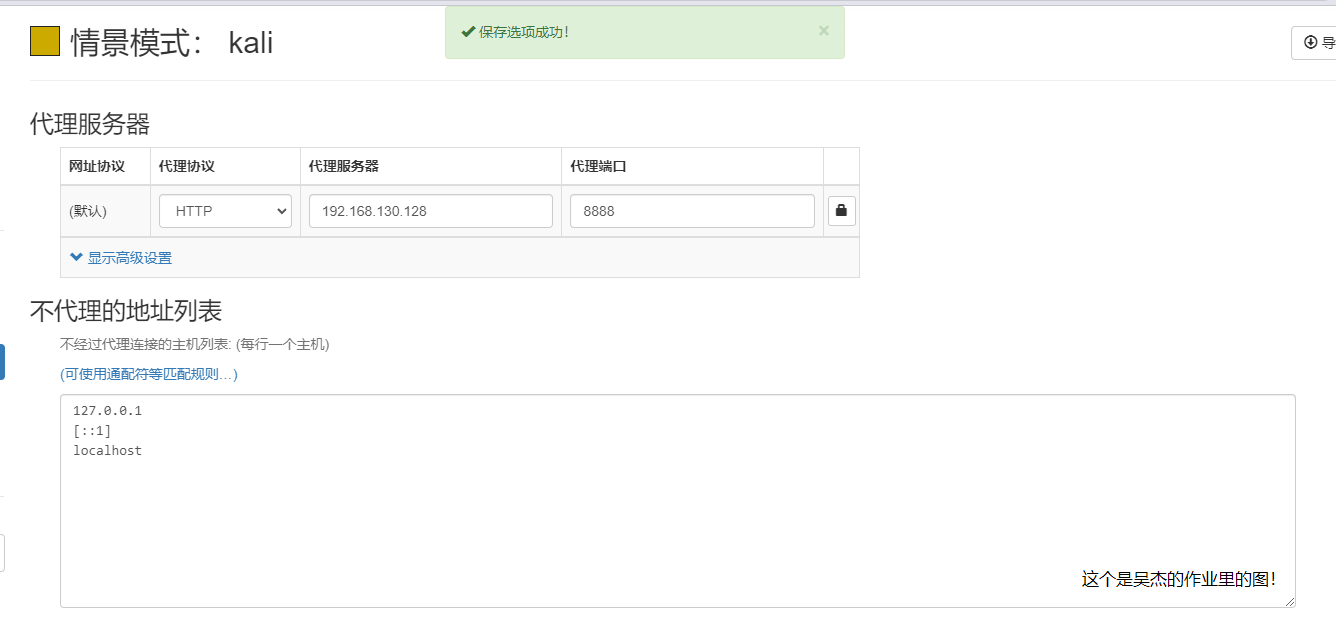 保存选项成功！
×
情景模式： kali
导
代理服务器
网址协议 代理协议 代理服务器 代理端口
(默认) HTTP 192.168.130.128 8888
显示高级设置
不代理的地址列表
不经过代理连接的主机列表: (每行一个主机)
(可使用通配符等匹配规则…)
127.0.0.1
[::1]
localhost
这个是吴杰的作业里的图！